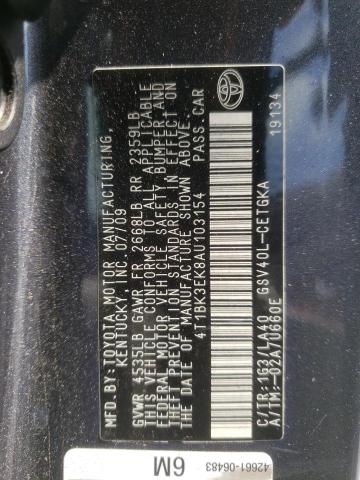 MFD. BY: TOYOTA MOTOR MANUFACTURING,
KENTUCKY, INC. 07/09
GVWR 4535LB GAWR FR 2668LB RR 2359LB
THIS VEHICLE CONFORMS TO ALL APPLICABLE
FEDERAL MOTOR VEHICLE SAFETY, BUMPER AND
THEFT PREVENTION STANDARDS IN EFFECT ON
THE DATE OF MANUFACTURE SHOWN ABOVE.
4T1BK3EK8AU103154 PASS.CAR
C/TR:1G3/LA40 GSV40L-CETGKA
A/TM:-02A/U660E 19134
42661-06483
6M